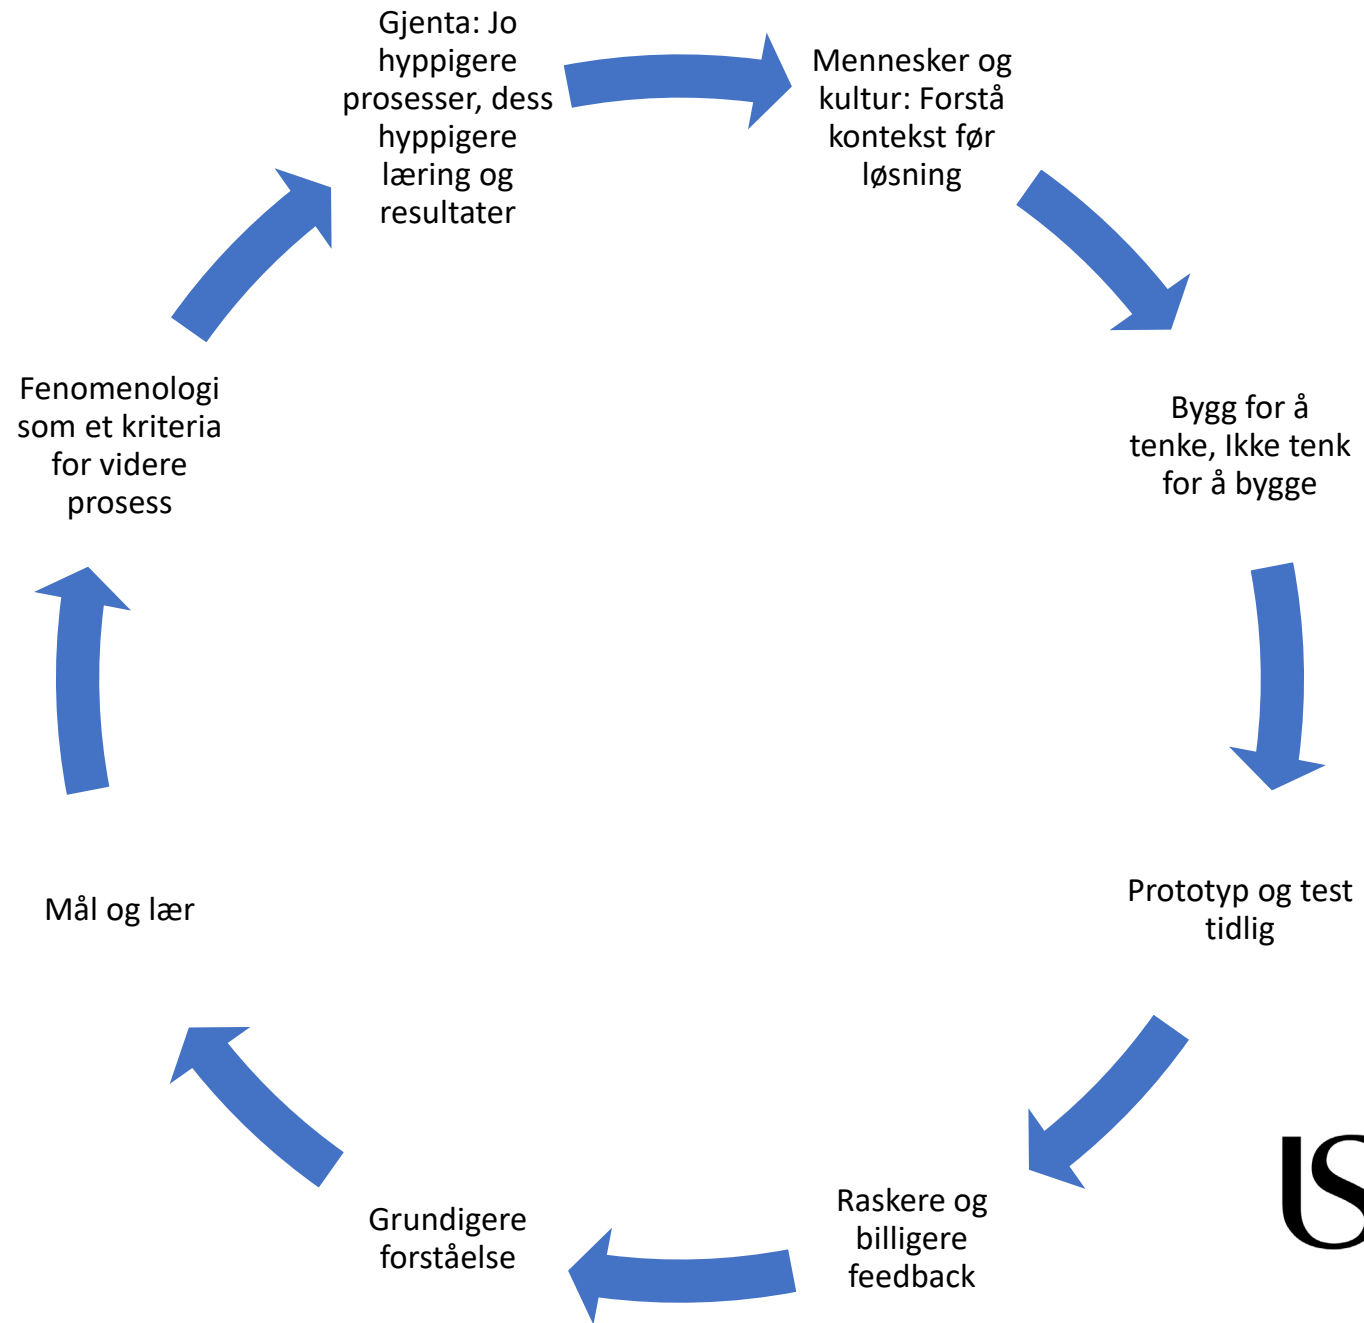 Gjenta: Jo
hyppigere
prosesser, dess
hyppigere
læring og
resultater
Mennesker og
kultur: Forstå
kontekst før
løsning
Bygg for å
tenke, Ikke tenk
for å bygge
Prototyp og test
tidlig
Raskere og
billigere
feedback
Grundigere
forståelse
Mål og lær
Fenomenologi
som et kriteria
for videre
prosess